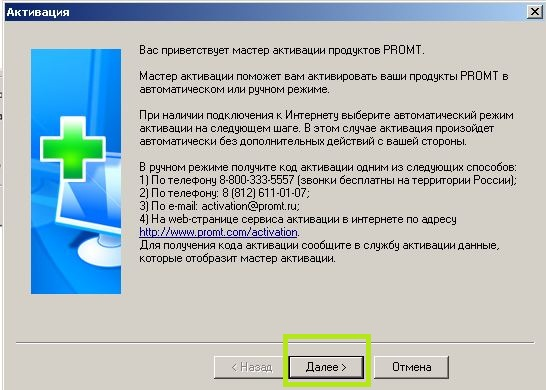 Активация
Вас приветствует мастер активации продуктов PROMT.
Мастер активации поможет вам активировать ваши продукты PROMT в
автоматическом или ручном режиме.
При наличии подключения к Интернету выберите автоматический режим
активации на следующем шаге. В этом случае активация произойдет
автоматически без дополнительных действий с вашей стороны.
В ручном режиме получите код активации одним из следующих способов:
1) По телефону 8-800-333-5557 (звонки бесплатны на территории России);
2) По телефону: 8 (812) 611-01-07;
3) По e-mail: activation@promt.ru;
4) На web-странице сервиса активации в интернете по адресу
http://www.promt.com/activation.
Для получения кода активации сообщите в службу активации данные,
которые отобразит мастер активации.
< Назад Далее > Отмена